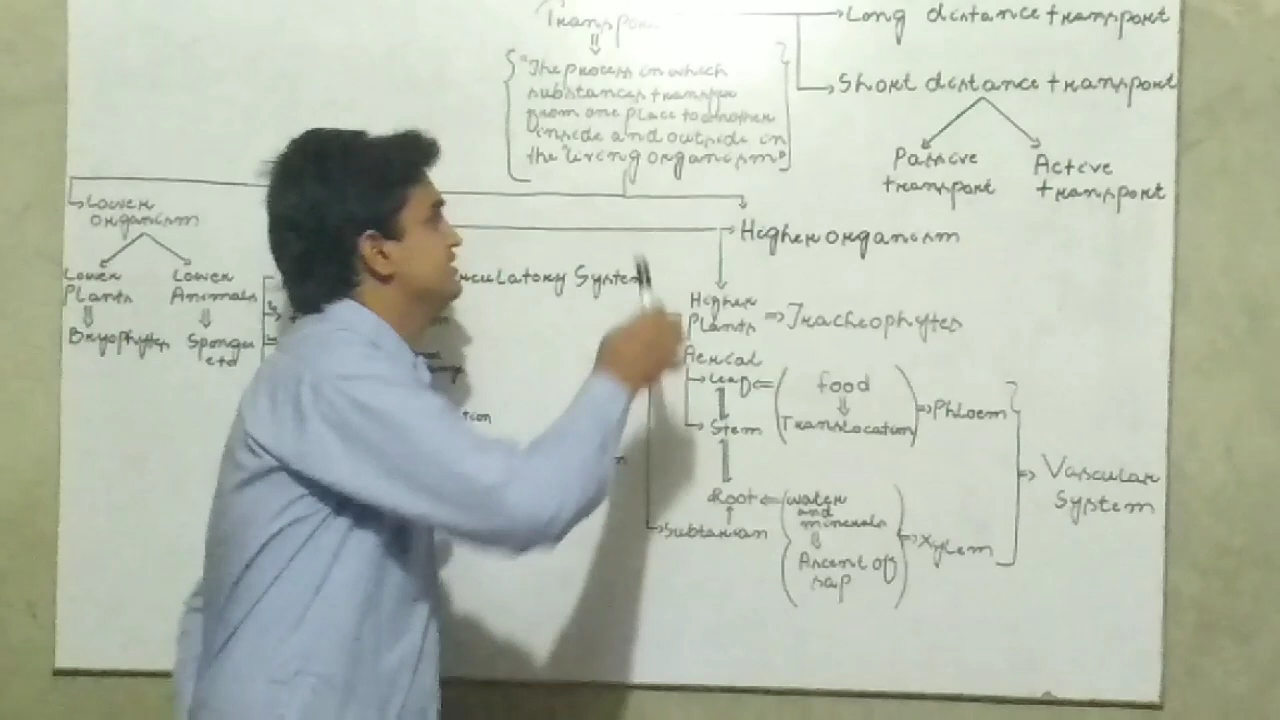 Long distance transport
"The process in which
substances transfer
from one place to another
inside and outside in
the living organism"
Short distance transport
Passive
transport
Active
transport
Lower
organism
Higher organism
Lower
Plants
Lower
Animals
Bryophytes
Sponges
etc
System
Higher
Plants
Tracheophytes
Aerial
Leaf
Stem
food
Translocation
Phloem
Root
water
and
minerals
Subtarian
Ascent of
sap
Xylem
Vascular
System